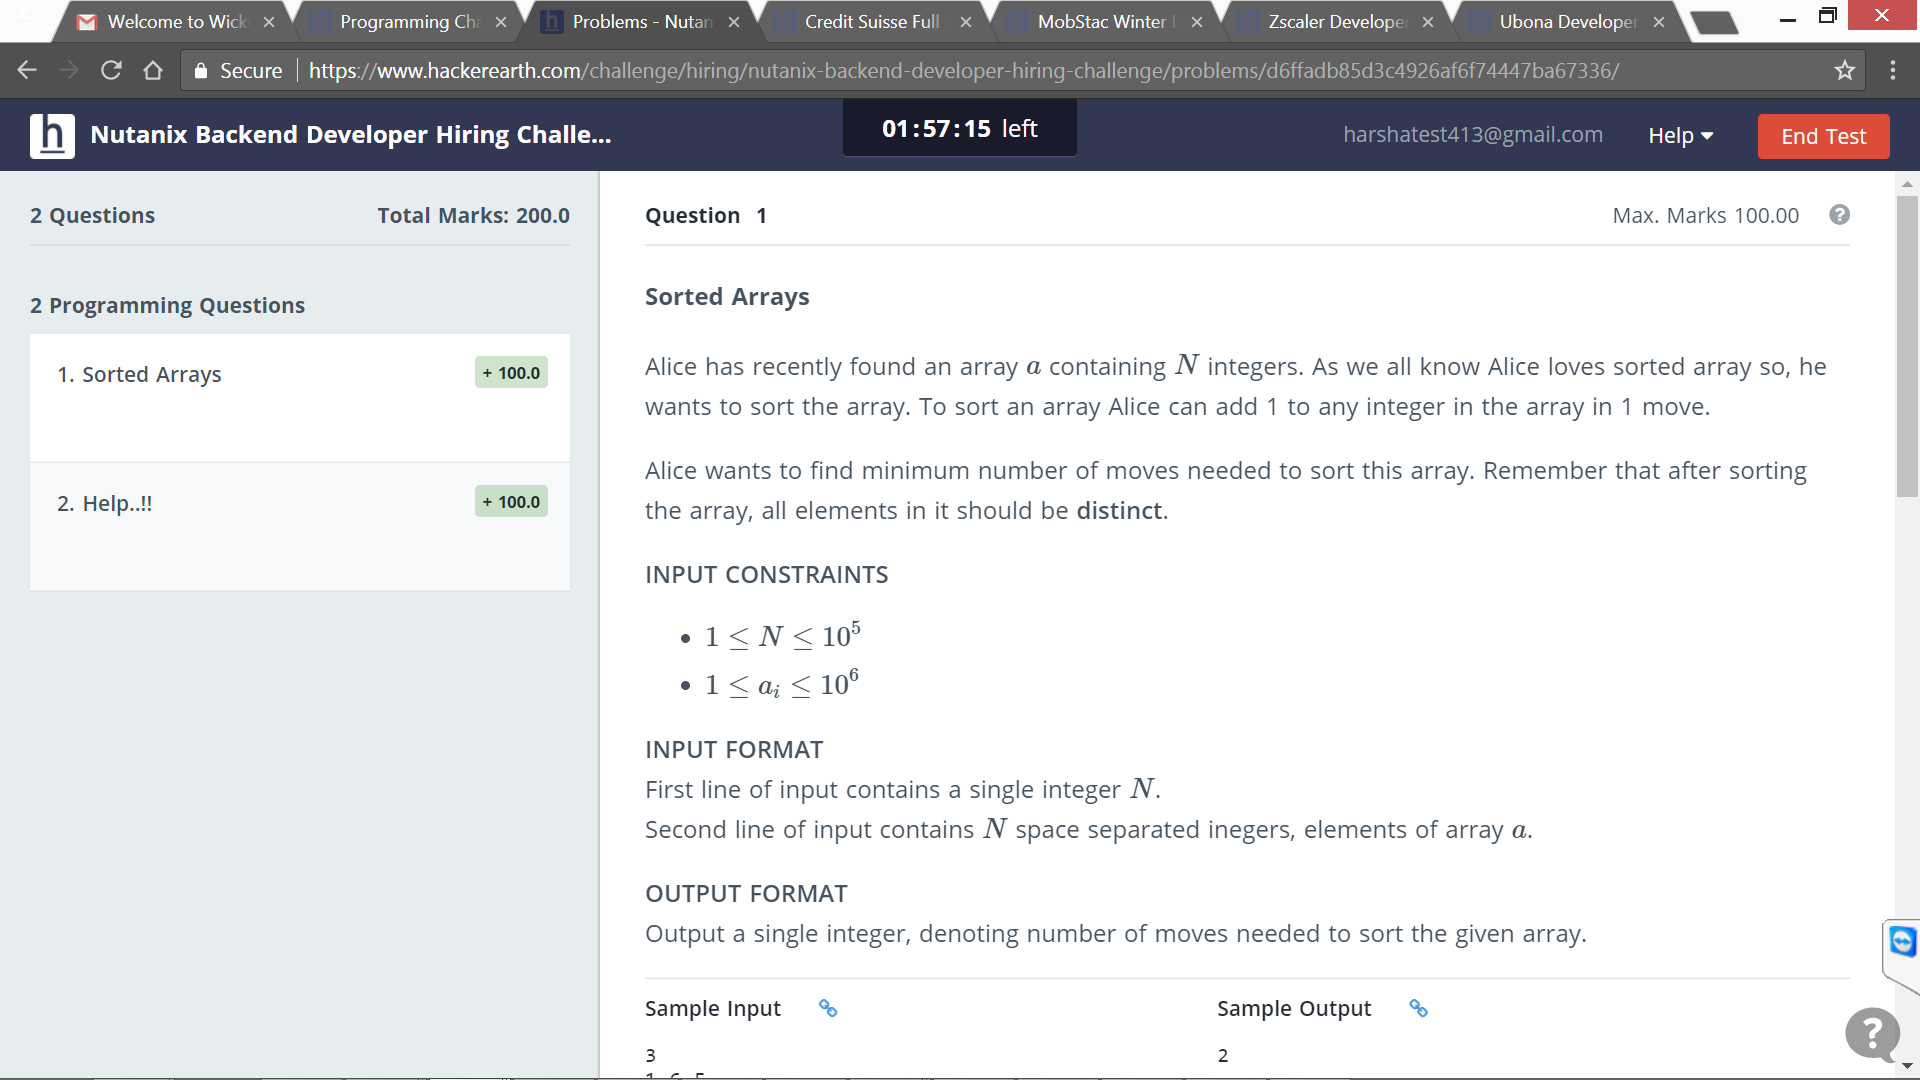 Welcome to Wick
Programming Cha
Problems - Nutan
Credit Suisse Full
MobStac Winter
Zscaler Developer
Ubona Developer
Secure https://www.hackerearth.com/challenge/hiring/nutanix-backend-developer-hiring-challenge/problems/d6ffadb85d3c4926af6f74447ba67336/
h Nutanix Backend Developer Hiring Challe...
01:57:15 left
harshatest413@gmail.com
Help
End Test
2 Questions Total Marks: 200.0
2 Programming Questions
1. Sorted Arrays + 100.0
2. Help..!! + 100.0
Question 1 Max. Marks 100.00 ?
Sorted Arrays
Alice has recently found an array a containing N integers. As we all know Alice loves sorted array so, he
wants to sort the array. To sort an array Alice can add 1 to any integer in the array in 1 move.
Alice wants to find minimum number of moves needed to sort this array. Remember that after sorting
the array, all elements in it should be distinct.
INPUT CONSTRAINTS
• 1 ≤ N ≤ 10⁵
• 1 ≤ aᵢ ≤ 10⁶
INPUT FORMAT
First line of input contains a single integer N.
Second line of input contains N space separated inegers, elements of array a.
OUTPUT FORMAT
Output a single integer, denoting number of moves needed to sort the given array.
Sample Input Sample Output
3 2
1 6 5
?